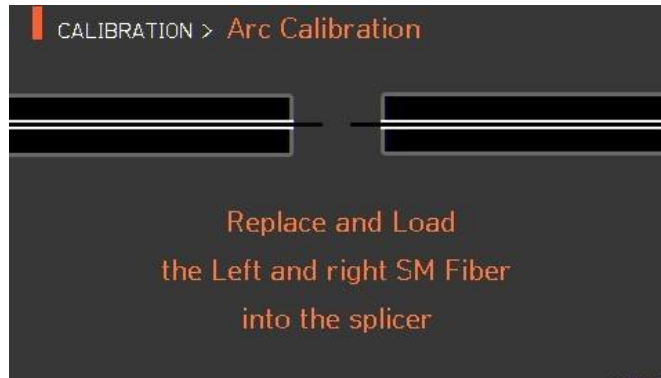 CALIBRATION > Arc Calibration
Replace and Load
the Left and right SM Fiber
into the splicer